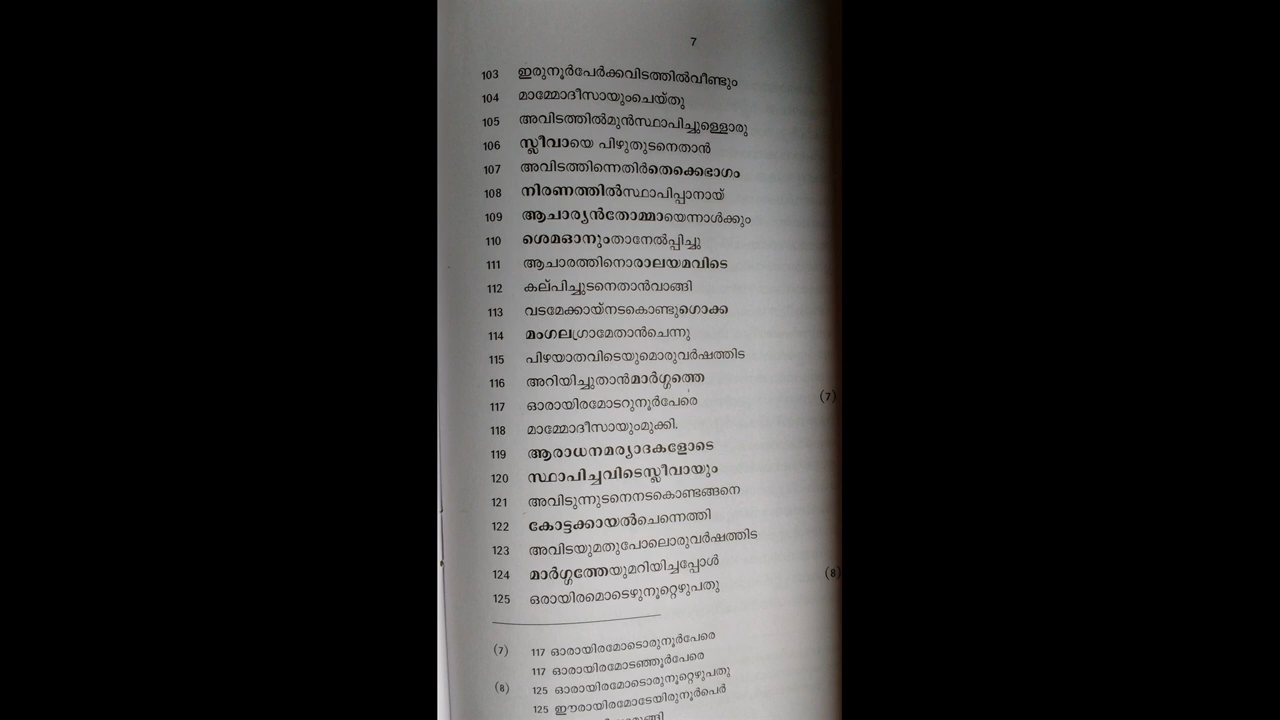 7
103 ഇരുനൂർപേർക്കവിടത്തിൽവീണ്ടും
104 മാമ്മോദീസായുംചെയ്തു
105 അവിടത്തിൽമുൻസ്ഥാപിച്ചുള്ളൊരു
106 സ്ലീവായെ പിഴുതുടനെതാൻ
107 അവിടത്തിന്നെതിർതെക്കെഭാഗം
108 നിരണത്തിൽസ്ഥാപിപ്പാനായ്
109 ആചാര്യൻതോമ്മായെന്നാൾക്കും
110 ശെമഓനുംതാനേൽപ്പിച്ചു
111 ആചാരത്തിനൊരാലയമവിടെ
112 കല്പിച്ചുടനെതാൻവാങ്ങി
113 വടമേക്കായ്നടകൊണ്ടുഗൊക്ക
114 മംഗലഗ്രാമേതാൻചെന്നു
115 പിഴയാതവിടെയുമൊരുവർഷത്തിട
116 അറിയിച്ചുതാൻമാർഗ്ഗത്തെ
117 ഓരായിരമോടറുനൂർപേരെ (7)
118 മാമ്മോദീസായുംമുക്കി.
119 ആരാധനമര്യാദകളോടെ
120 സ്ഥാപിച്ചവിടെസ്ലീവായും
121 അവിടുന്നുടനെനടകൊണ്ടങ്ങനെ
122 കോട്ടക്കായൽചെന്നെത്തി
123 അവിടയുമതുപോലൊരുവർഷത്തിട
124 മാർഗ്ഗത്തേയുമറിയിച്ചപ്പോൾ (8)
125 ഒരായിരമൊടെഴുനൂറ്റെഴുപതു
(7) 117 ഓരായിരമോടൊരുനൂർപേരെ
117 ഓരായിരമോടഞ്ഞൂർപേരെ
(8) 125 ഓരായിരമോടൊരുനൂറ്റെഴുപതു
125 ഈരായിരമോടേയിരുനൂർപെർ